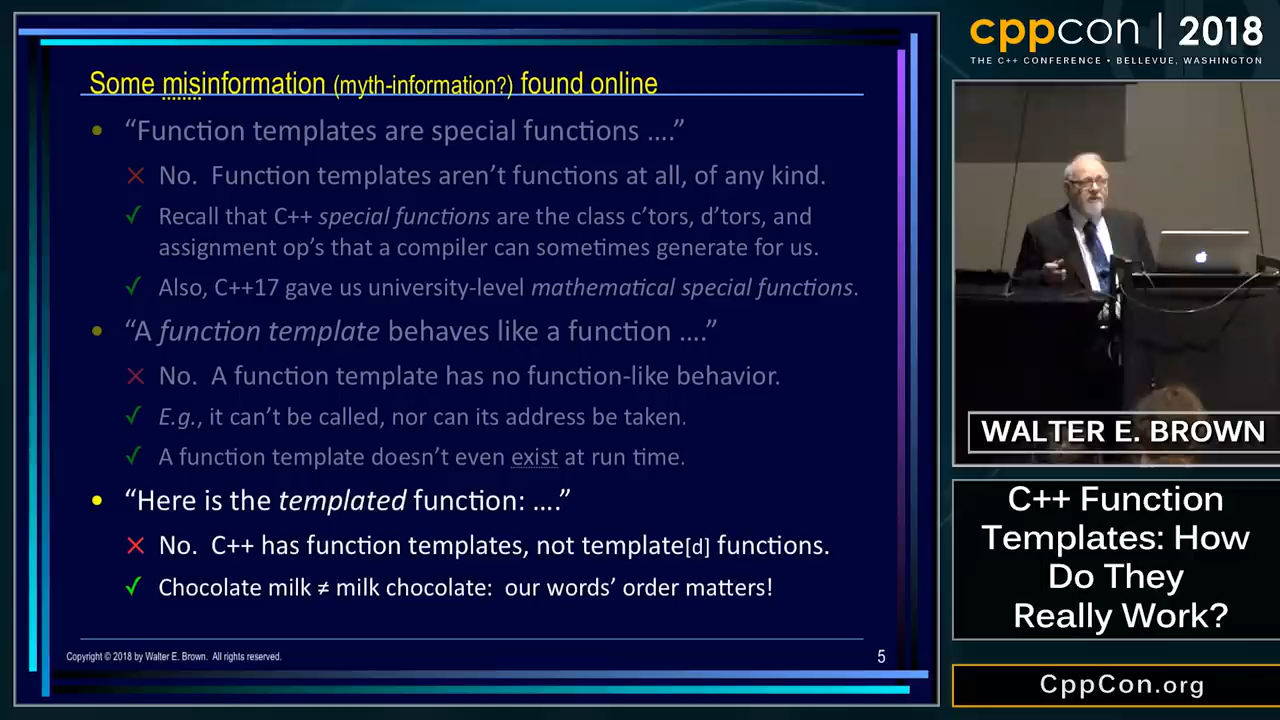 Some misinformation (myth-information?) found online
• “Function templates are special functions ….”
✕ No. Function templates aren’t functions at all, of any kind.
✓ Recall that C++ special functions are the class c’tors, d’tors, and
assignment op’s that a compiler can sometimes generate for us.
✓ Also, C++17 gave us university-level mathematical special functions.
• “A function template behaves like a function ….”
✕ No. A function template has no function-like behavior.
✓ E.g., it can’t be called, nor can its address be taken.
✓ A function template doesn’t even exist at run time.
• “Here is the templated function: ….”
✕ No. C++ has function templates, not template[d] functions.
✓ Chocolate milk ≠ milk chocolate: our words’ order matters!
Copyright © 2018 by Walter E. Brown. All rights reserved.
5
cppcon | 2018
THE C++ CONFERENCE • BELLEVUE, WASHINGTON
WALTER E. BROWN
C++ Function
Templates: How
Do They
Really Work?
CppCon.org